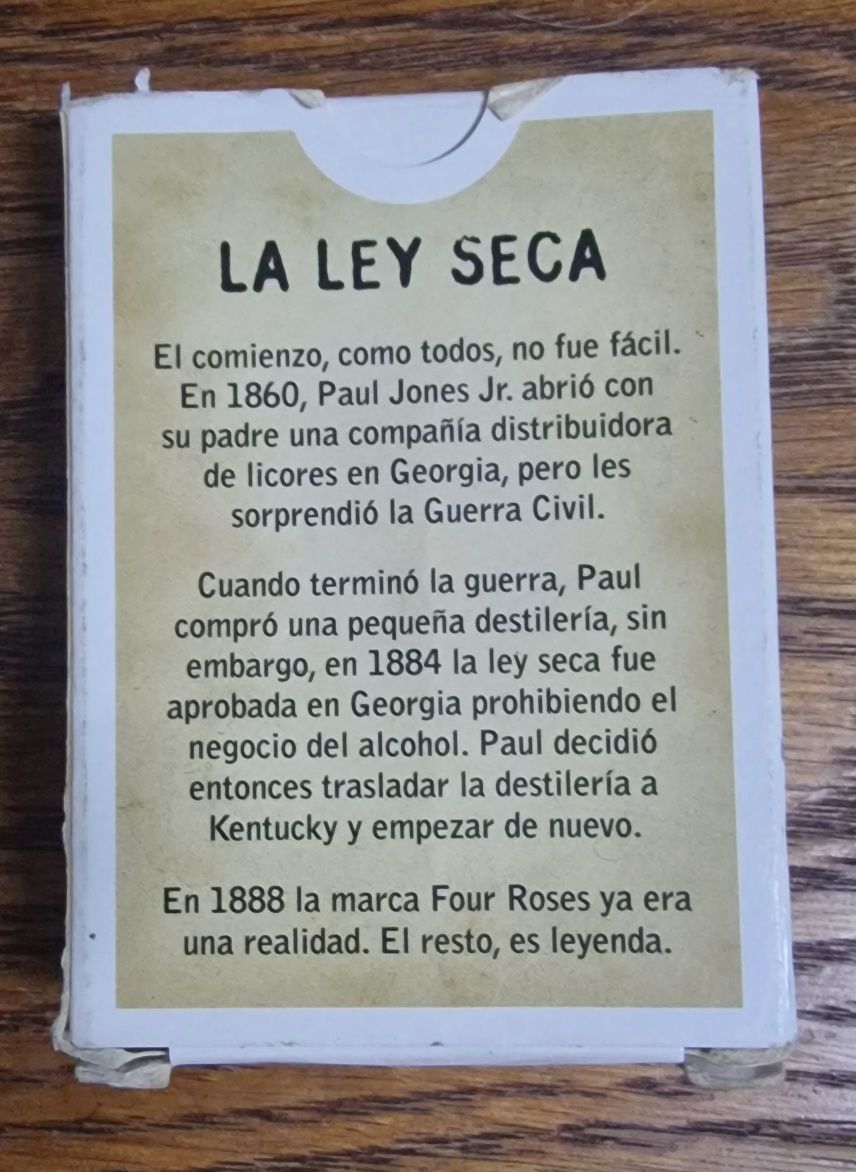 LA LEY SECA
El comienzo, como todos, no fue fácil.
En 1860, Paul Jones Jr. abrió con
su padre una compañía distribuidora
de licores en Georgia, pero les
sorprendió la Guerra Civil.
Cuando terminó la guerra, Paul
compró una pequeña destilería, sin
embargo, en 1884 la ley seca fue
aprobada en Georgia prohibiendo el
negocio del alcohol. Paul decidió
entonces trasladar la destilería a
Kentucky y empezar de nuevo.
En 1888 la marca Four Roses ya era
una realidad. El resto, es leyenda.